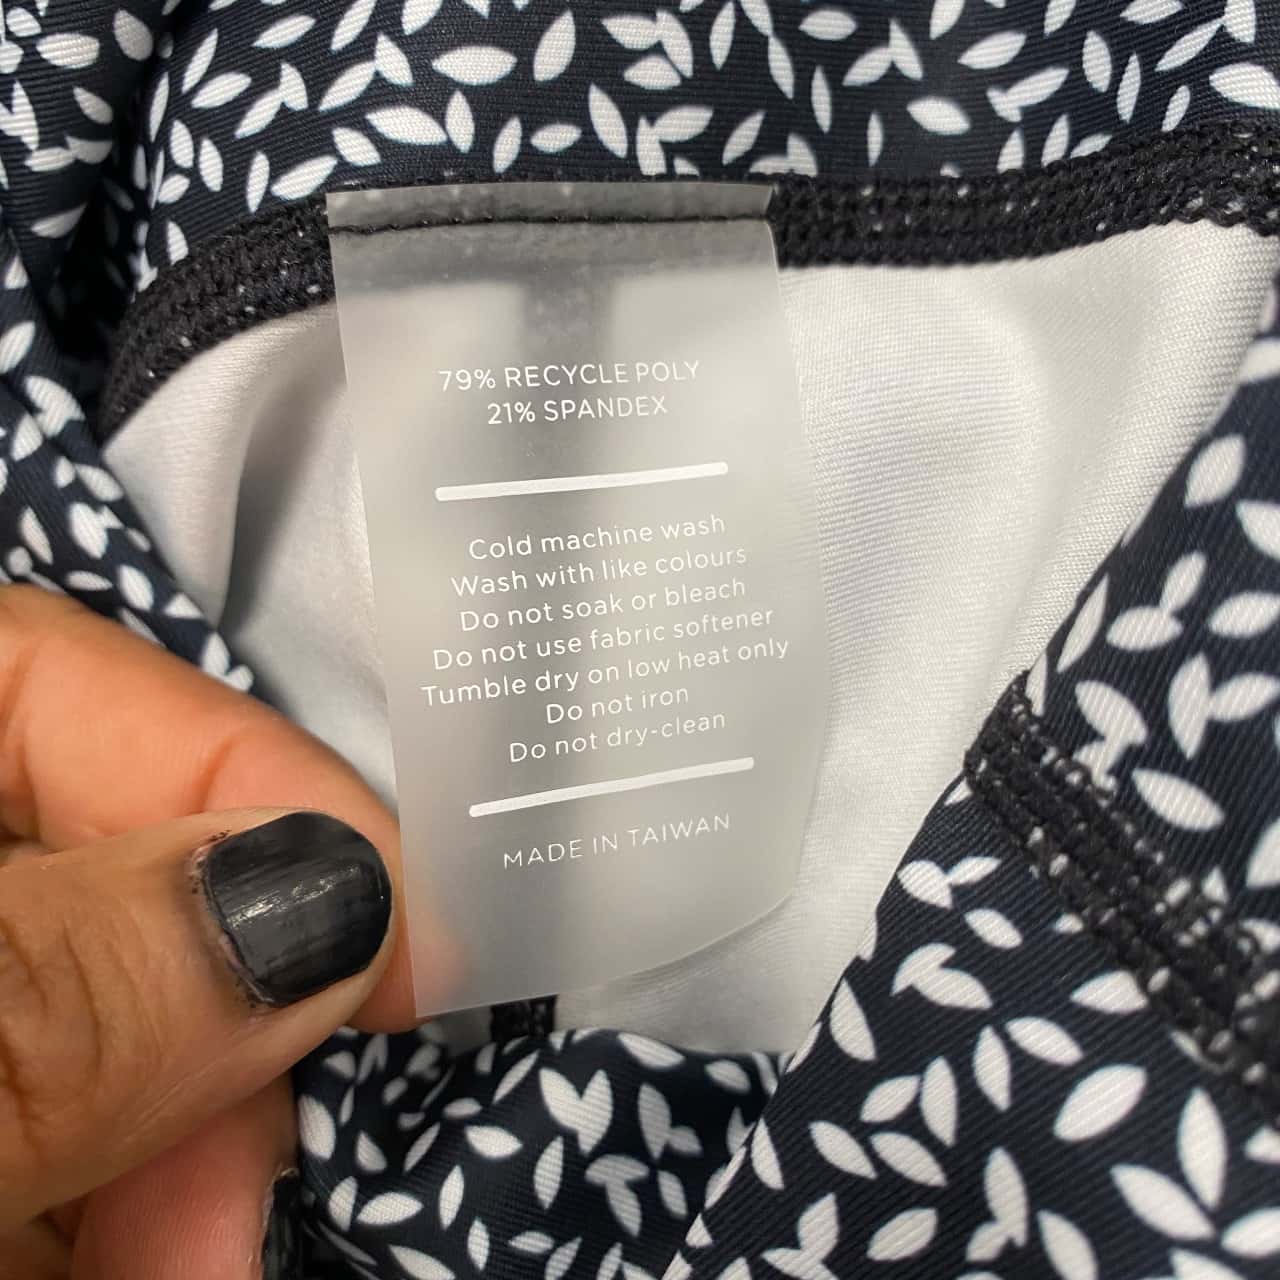 79% RECYCLE POLY
21% SPANDEX
Cold machine wash
Wash with like colours
Do not soak or bleach
Do not use fabric softener
Tumble dry on low heat only
Do not iron
Do not dry-clean
MADE IN TAIWAN